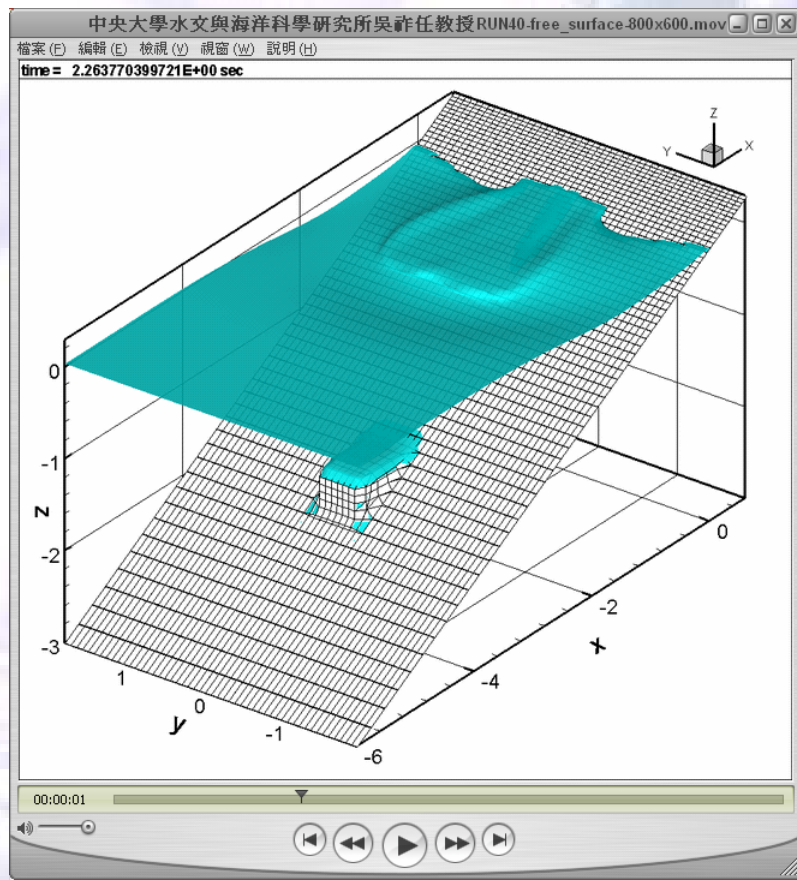 中央大學水文與海洋科學研究所吳祚任教授RUN40-free_surface-800x600.mov
檔案(F) 編輯(E) 檢視(V) 視窗(W) 說明(H)
time = 2.263770399721E+00 sec
Z
Y X
0
-1
z
-2
-3
1
0
y
-1
-6
-4
x
-2
0
00:00:01